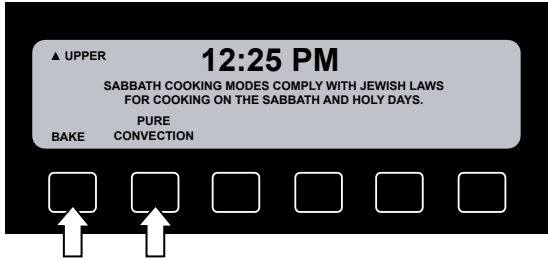 ▲ UPPER
12:25 PM
SABBATH COOKING MODES COMPLY WITH JEWISH LAWS
FOR COOKING ON THE SABBATH AND HOLY DAYS.
BAKE
PURE
CONVECTION